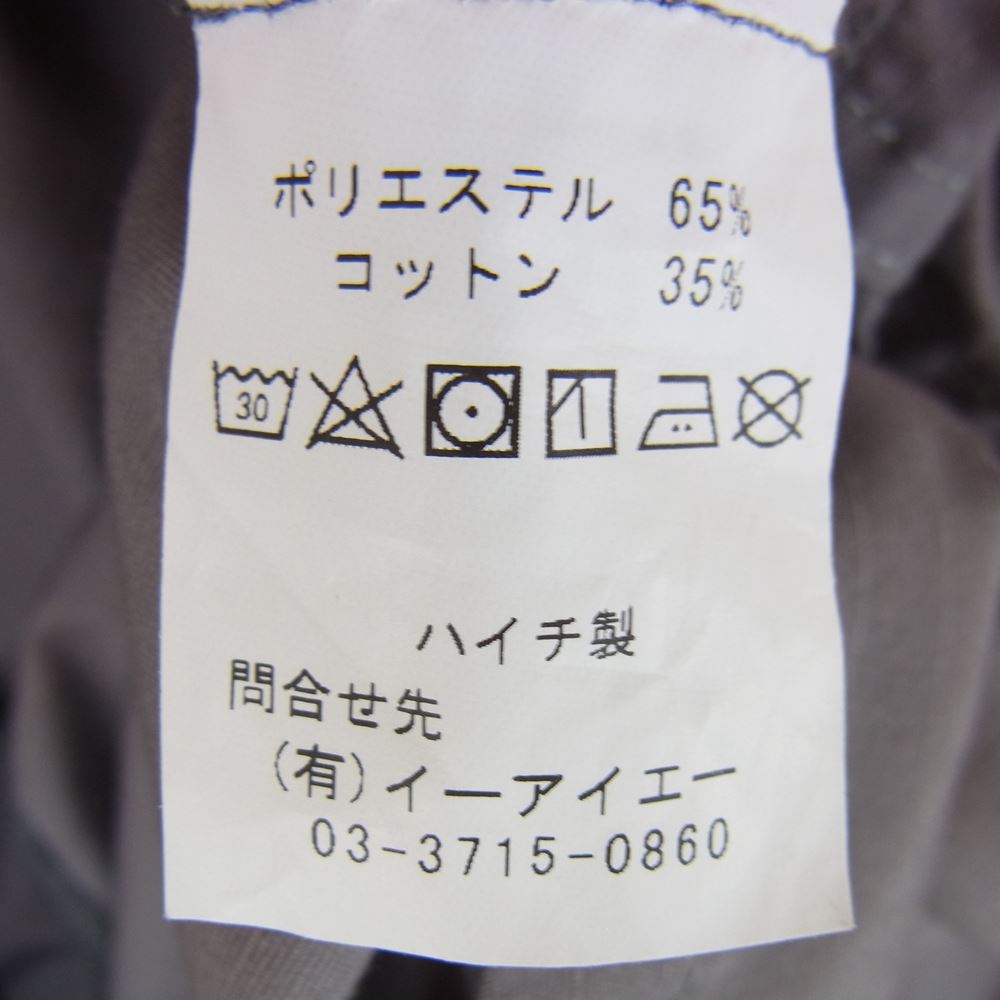 ポリエステル 65%
コットン 35%
30
ハイチ製
問合せ先
(有)イーアイエー
03-3715-0860